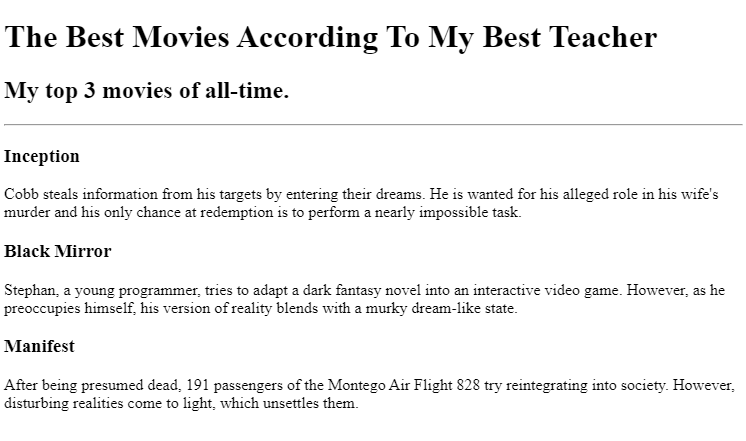 The Best Movies According To My Best Teacher
My top 3 movies of all-time.
Inception
Cobb steals information from his targets by entering their dreams. He is wanted for his alleged role in his wife's
murder and his only chance at redemption is to perform a nearly impossible task.
Black Mirror
Stephan, a young programmer, tries to adapt a dark fantasy novel into an interactive video game. However, as he
preoccupies himself, his version of reality blends with a murky dream-like state.
Manifest
After being presumed dead, 191 passengers of the Montego Air Flight 828 try reintegrating into society. However,
disturbing realities come to light, which unsettles them.